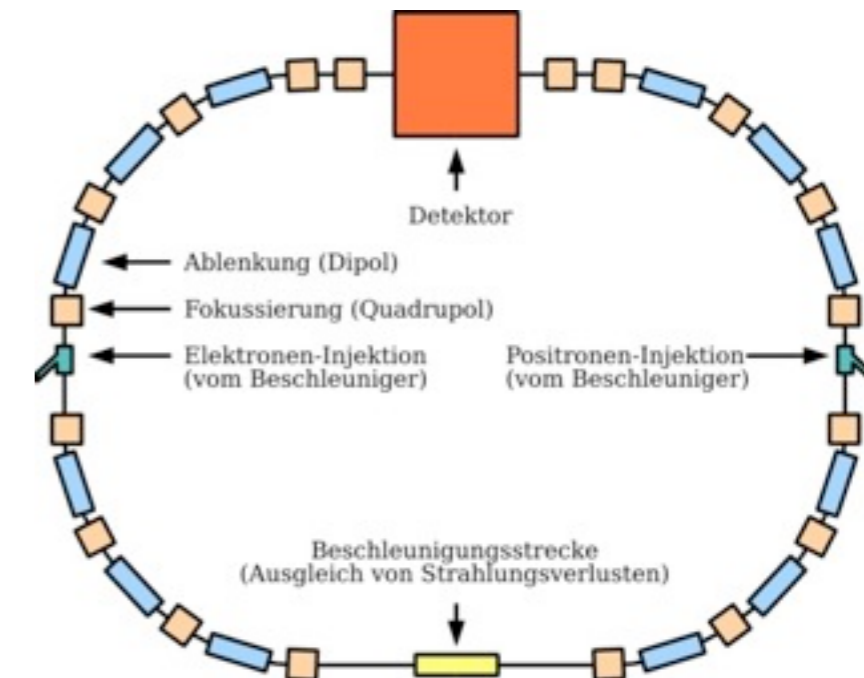 Detektor
Ablenkung (Dipol)
Fokussierung (Quadrupol)
Elektronen-Injektion
(vom Beschleuniger)
Positronen-Injektion
(vom Beschleuniger)
Beschleunigungsstrecke
(Ausgleich von Strahlungsverlusten)